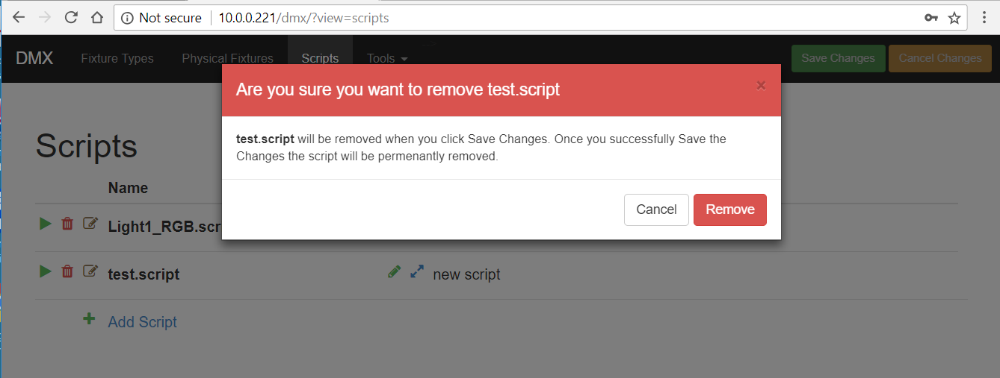 Not secure 10.0.0.221/dmx/?view=scripts
DMX Fixture Types Physical Fixtures Scripts Tools Save Changes Cancel Changes
Are you sure you want to remove test.script ×
test.script will be removed when you click Save Changes. Once you successfully Save the
Changes the script will be permenantly removed.
Cancel Remove
Scripts
Name
Light1_RGB.scr
test.script new script
Add Script